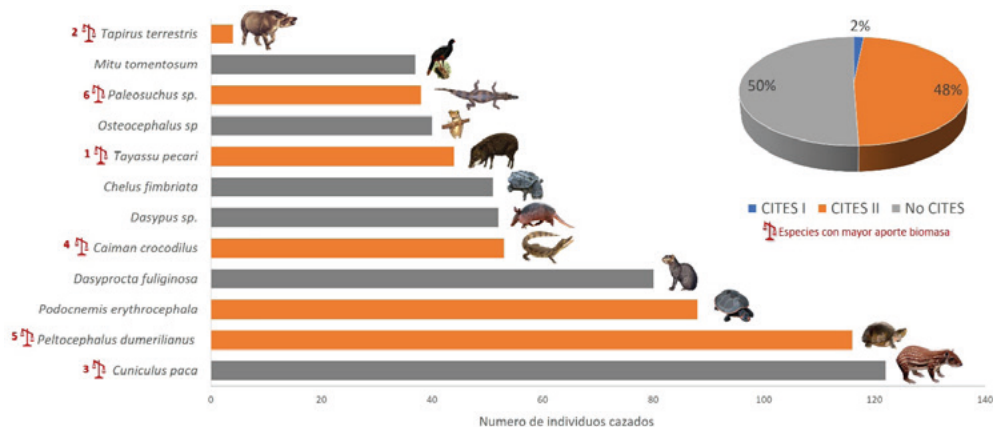 2 Tapirus terrestris
Mitu tomentosum
6 Paleosuchus sp.
Osteocephalus sp
1 Tayassu pecari
Chelus fimbriata
Dasypus sp.
4 Caiman crocodilus
Dasyprocta fuliginosa
Podocnemis erythrocephala
5 Peltocephalus dumerilianus
3 Cuniculus paca
0 20 40 60 80 100 120 140
Numero de individuos cazados
2%
50% 48%
CITES I CITES II No CITES
Especies con mayor aporte biomasa